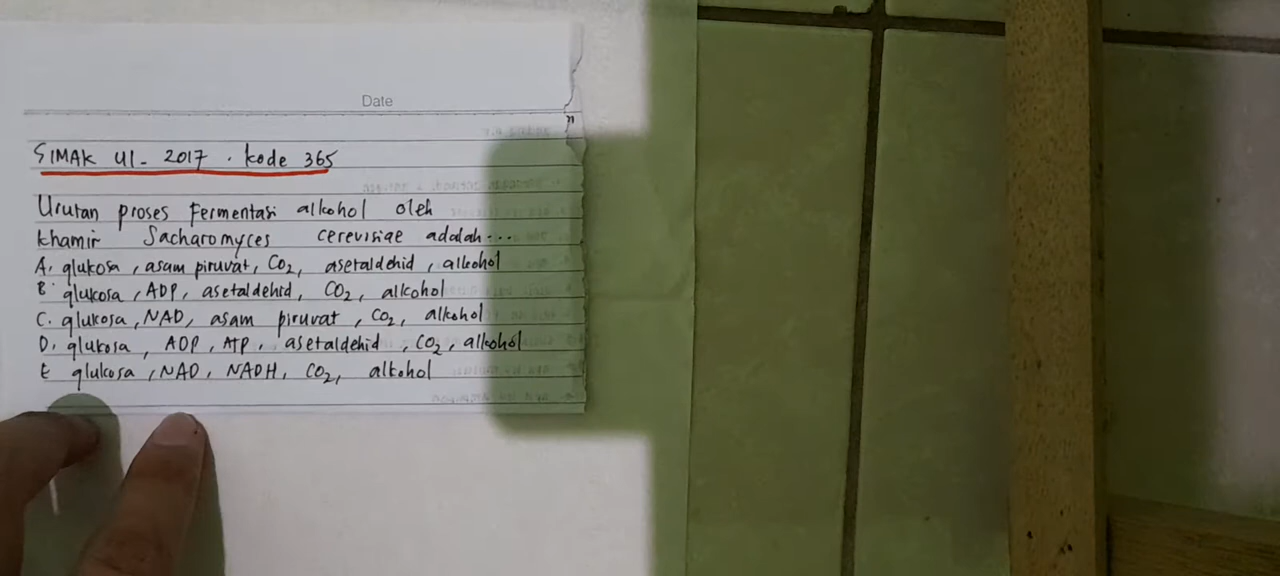 Date
SIMAK UI - 2017 . kode 365
Urutan proses Fermentasi alkohol oleh
khamir Sacharomyces cerevisiae adalah...
A. glukosa, asam piruvat, CO2, asetaldehid, alkohol
B. glukosa, ADP, asetaldehid, CO2, alkohol
C. glukosa, NAD, asam piruvat, CO2, alkohol
D. glukosa, ADP, ATP, asetaldehid, CO2, alkohol
E glukosa, NAD, NADH, CO2, alkohol